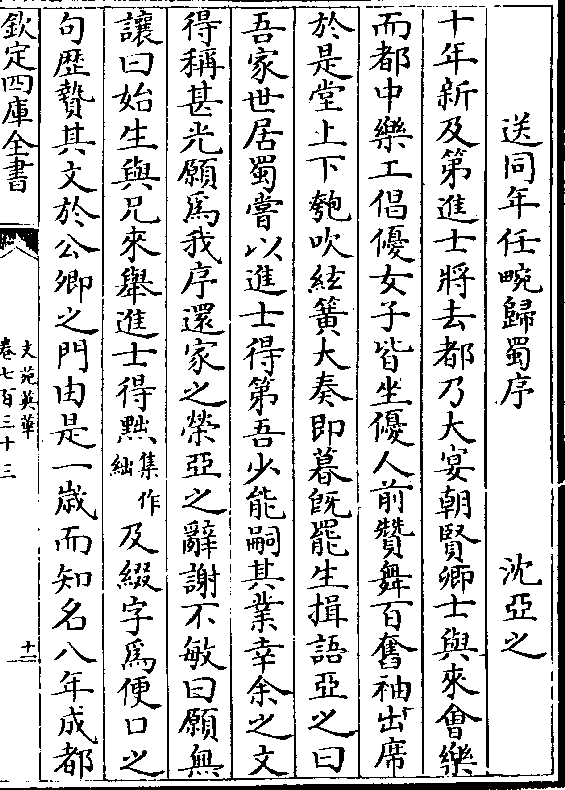 送同年任畹歸蜀序　沈亞之
十年新及第進士將去都乃大宴朝賢卿士與來會樂
而都中樂工倡優女子皆坐優人前贊舞百奮袖出席
於是堂上下匏吹絃簧大奏即暮既罷生揖語亞之曰
吾家世居蜀嘗以進士得第吾少能嗣其業幸余之文
得稱甚光願爲我序還家之榮亞之辭謝不敏曰願無
讓曰始生與兄來舉進士得黜集作絀及綴字爲便口之
句歴贄其文於公卿之門由是一歲而知名八年成都
欽定四庫全書
文苑英華
卷七百三十三
十二